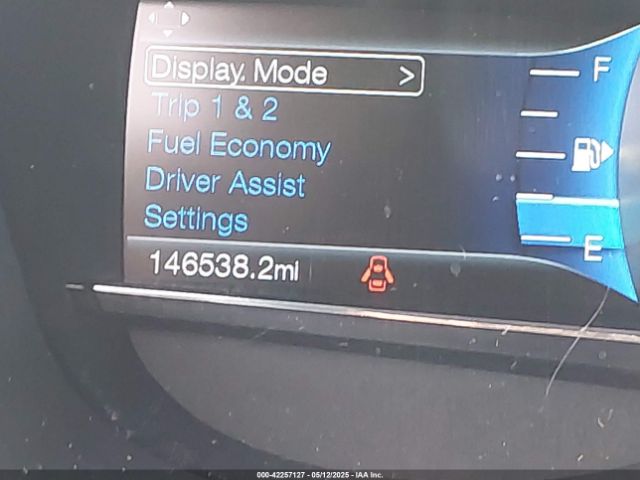 Display Mode >
Trip 1 & 2
Fuel Economy
Driver Assist
Settings
146538.2mi
F
E
000-42257127 - 05/12/2025 - IAA Inc.